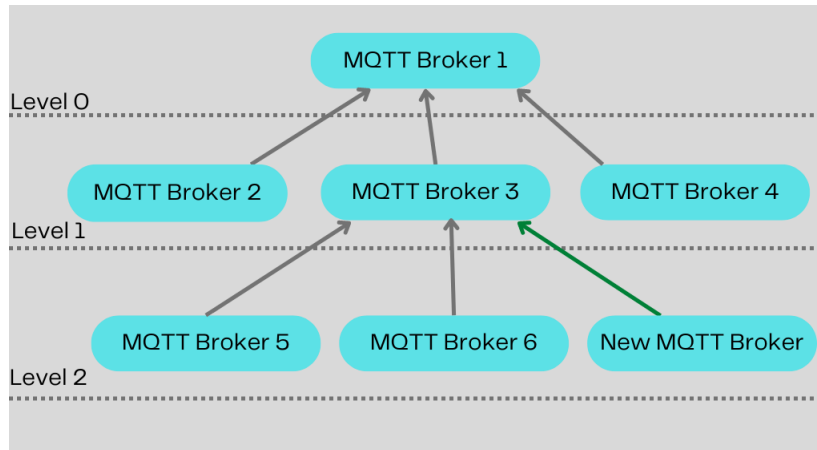 MQTT Broker 1
Level 0
MQTT Broker 2
MQTT Broker 3
MQTT Broker 4
Level 1
MQTT Broker 5
MQTT Broker 6
New MQTT Broker
Level 2